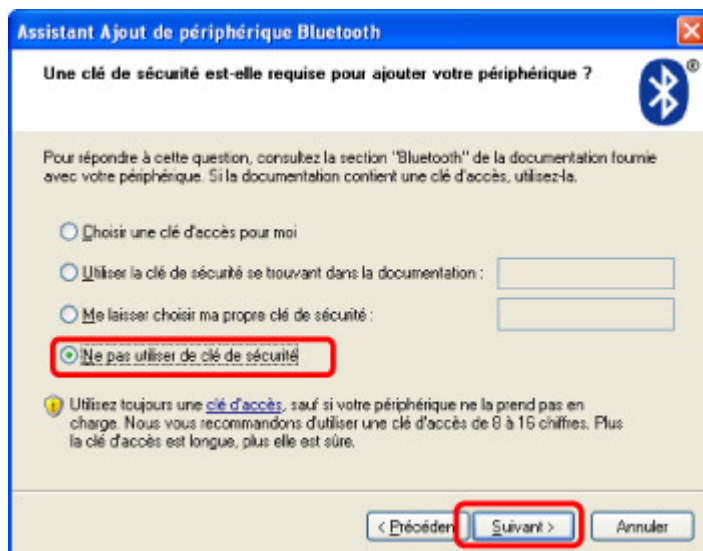 Assistant Ajout de périphérique Bluetooth
Une clé de sécurité est-elle requise pour ajouter votre périphérique ?
®
Pour répondre à cette question, consultez la section "Bluetooth" de la documentation fournie
avec votre périphérique. Si la documentation contient une clé d'accès, utilisez-la.
Choisir une clé d'accès pour moi
Utiliser la clé de sécurité se trouvant dans la documentation :
Me laisser choisir ma propre clé de sécurité :
Ne pas utiliser de clé de sécurité
Utilisez toujours une clé d'accès, sauf si votre périphérique ne la prend pas en
charge. Nous vous recommandons d'utiliser une clé d'accès de 8 à 16 chiffres. Plus
la clé d'accès est longue, plus elle est sûre.
< Précéden Suivant > Annuler